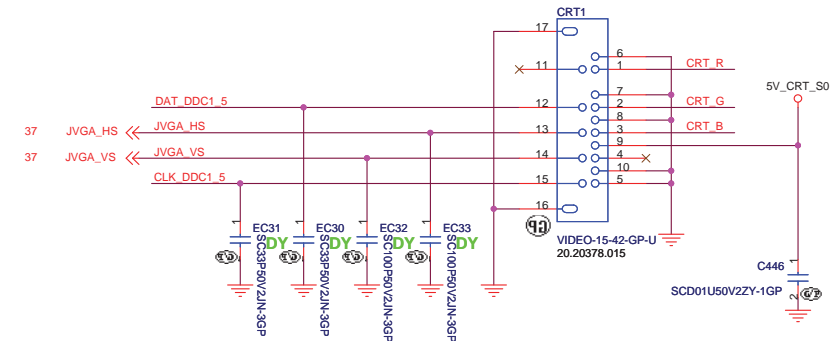 CRT1
17
6
11
1
CRT_R
7
5V_CRT_S0
DAT_DDC1_5
12
2
CRT_G
8
37
JVGA_HS
JVGA_HS
13
3
CRT_B
9
37
JVGA_VS
JVGA_VS
14
4
10
CLK_DDC1_5
15
5
16
GP
VIDEO-15-42-GP-U
20.20378.015
1
EC31
DY
SC33P50V2JN-3GP
1
EC30
DY
SC33P50V2JN-3GP
1
EC32
DY
SC100P50V2JN-3GP
1
EC33
DY
SC100P50V2JN-3GP
1
C446
SCD01U50V2ZY-1GP
2